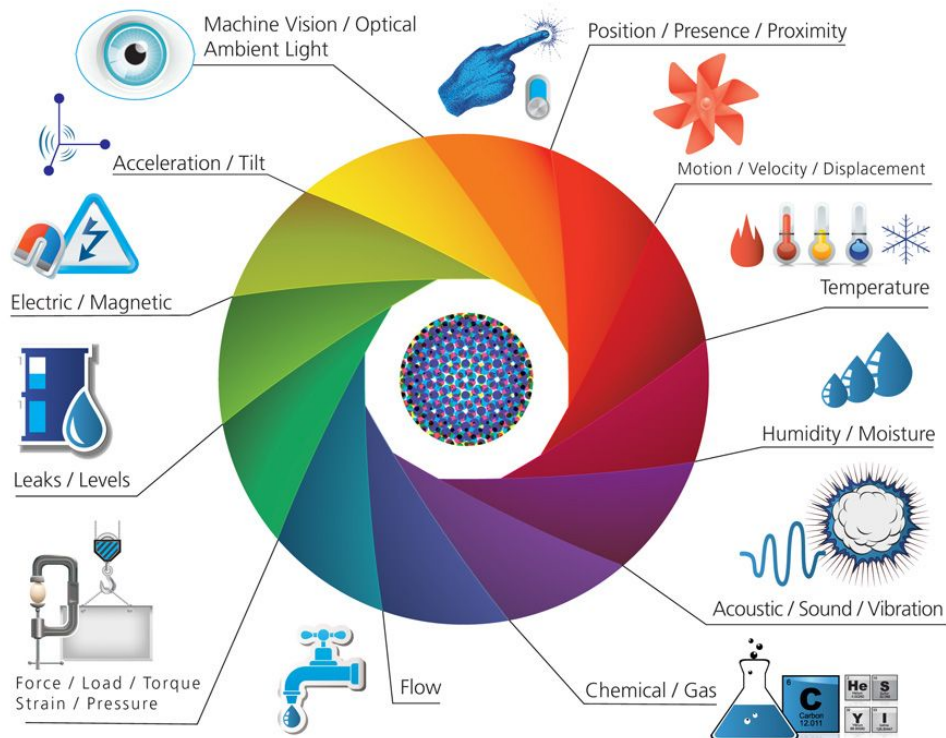 Machine Vision / Optical
Ambient Light
Position / Presence / Proximity
Acceleration / Tilt
Motion / Velocity / Displacement
Electric / Magnetic
Temperature
Leaks / Levels
Humidity / Moisture
Acoustic / Sound / Vibration
Force / Load / Torque
Strain / Pressure
Flow
Chemical / Gas
6
C
Carbon
12.011
He
S
Y
I